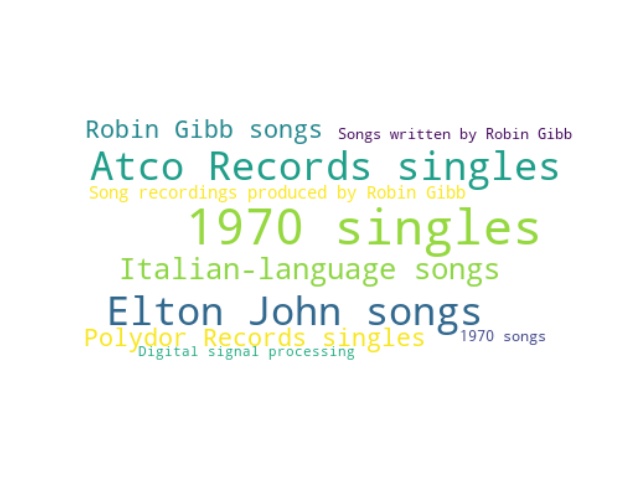 Robin Gibb songs
Songs written by Robin Gibb
Atco Records singles
Song recordings produced by Robin Gibb
1970 singles
Italian-language songs
Elton John songs
Polydor Records singles
1970 songs
Digital signal processing